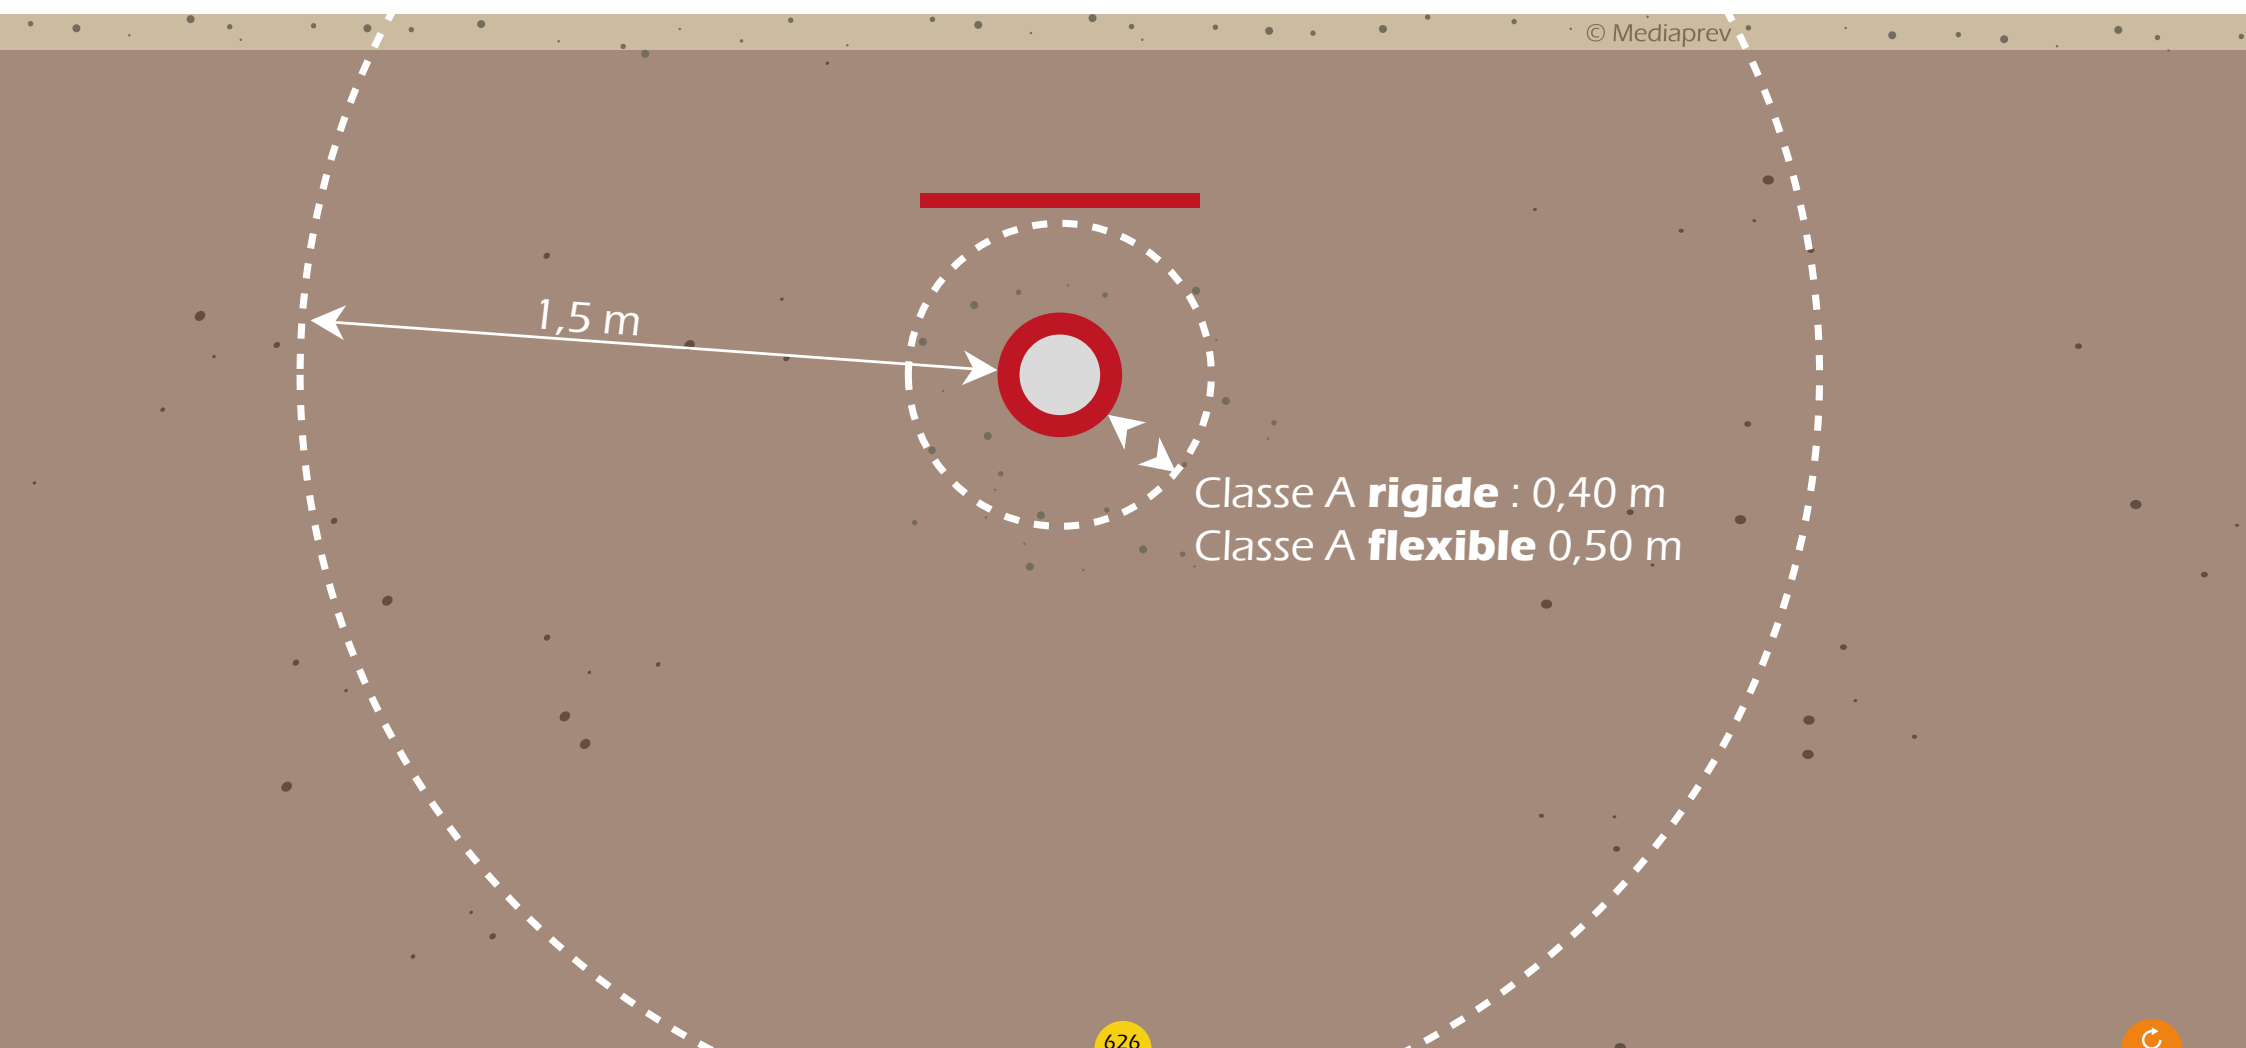 © Mediaprev
1,5 m
Classe A rigide : 0,40 m
Classe A flexible 0,50 m
626